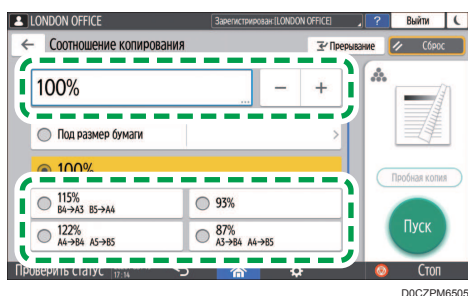 LONDON OFFICE Зарегистрирован:(LONDON OFFICE) ? Выйти
Соотношение копирования Прерывание Сброс
100% ... − +
Под размер бумаги
100%
115% 93%
B4→A3 B5→A4
122% 87%
A4→B4 A5→B5 A3→B4 A4→B5
Пробная копия
Пуск
Проверить статус 17:14 Стоп
D0CZPM6505